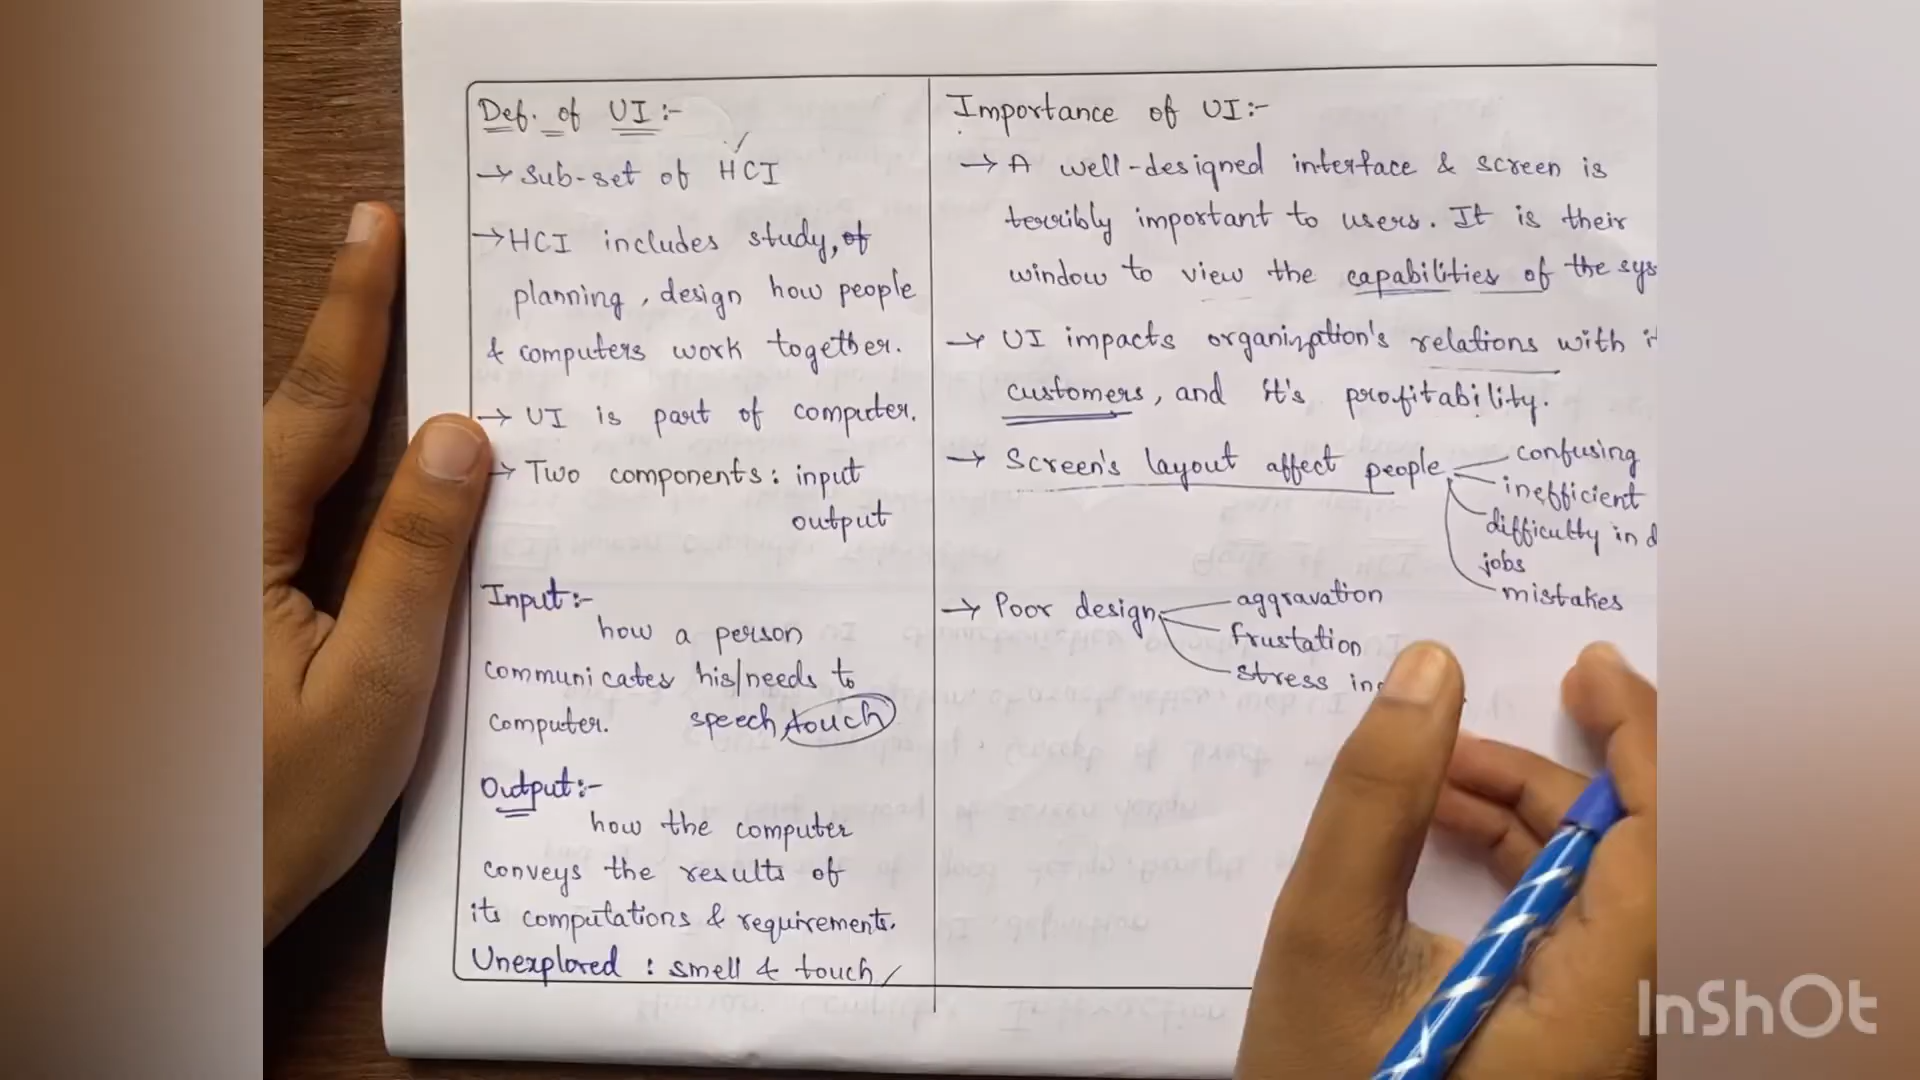 Def. of UI:-
→ Sub-set of HCI
→ HCI includes study, of
planning, design how people
& computers work together.
→ UI is part of computer.
→ Two components: input
output
Input:-
how a person
communicates his/needs to
computer. speech, touch
Output:-
how the computer
conveys the results of
its computations & requirements.
Unexplored : smell & touch
Importance of UI:-
→ A well-designed interface & screen is
terribly important to users. It is their
window to view the capabilities of the sys
→ UI impacts organization's relations with it
customers, and it's profitability.
→ Screen's layout affect people
confusing
inefficient
difficulty in d
jobs
mistakes
→ Poor design
aggravation
frustation
stress inc
InShOt